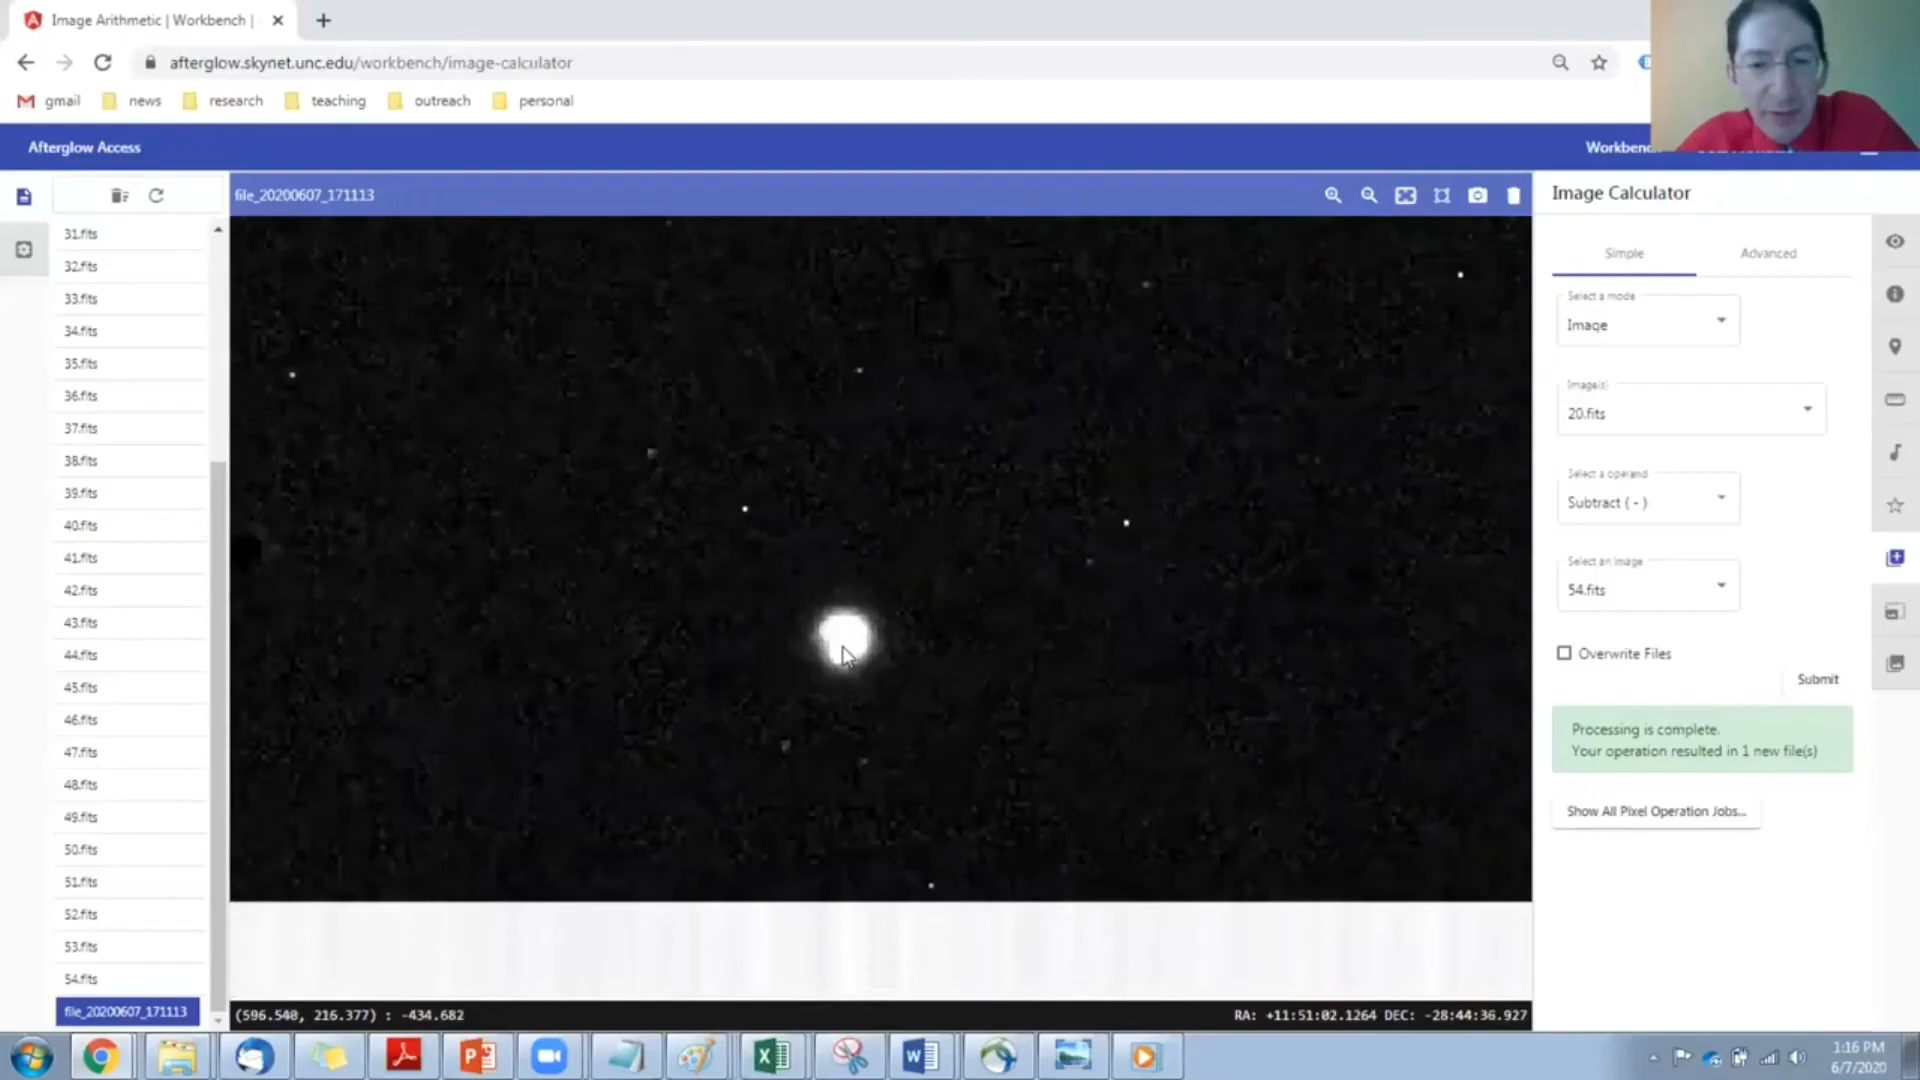 Image Arithmetic | Workbench |
afterglow.skynet.unc.edu/workbench/image-calculator
gmail news research teaching outreach personal
Afterglow Access
Workbench
file_20200607_171113
Image Calculator
31.fits
32.fits
33.fits
34.fits
35.fits
36.fits
37.fits
38.fits
39.fits
40.fits
41.fits
42.fits
43.fits
44.fits
45.fits
46.fits
47.fits
48.fits
49.fits
50.fits
51.fits
52.fits
53.fits
54.fits
file_20200607_171113
Simple Advanced
Select a mode
Image
Image(s)
20.fits
Select a operand
Subtract ( - )
Select an image
54.fits
Overwrite Files
Submit
Processing is complete.
Your operation resulted in 1 new file(s)
Show All Pixel Operation Jobs...
(596.540, 216.377) : -434.682
RA: +11:51:02.1264 DEC: -28:44:36.927
1:16 PM
6/7/2020